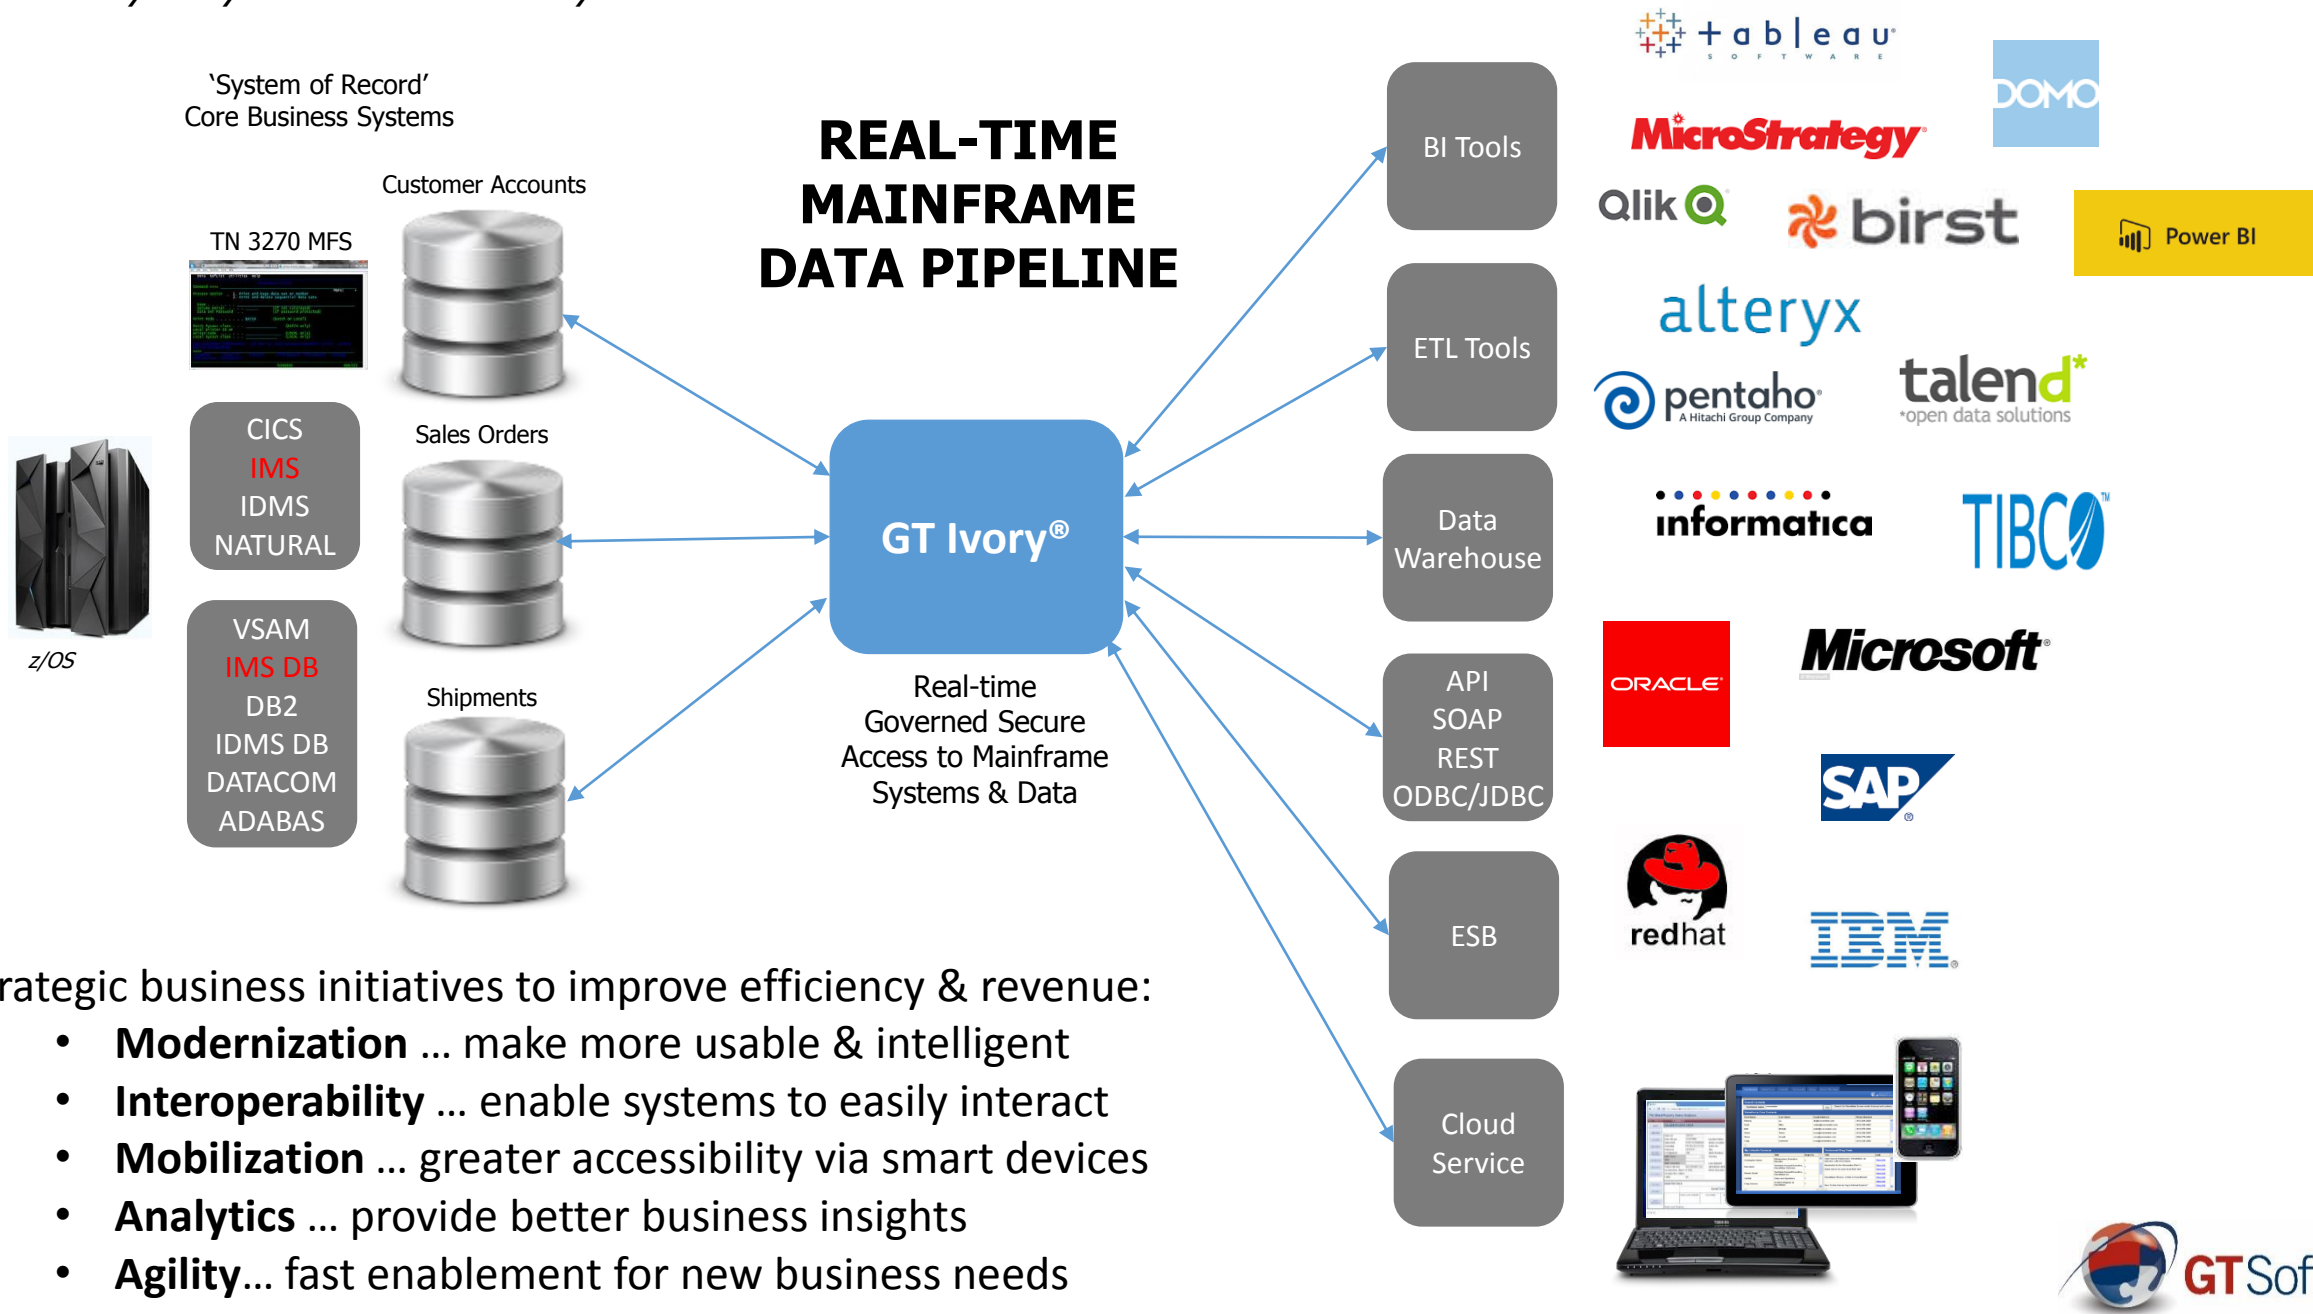 'System of Record'
Core Business Systems
REAL-TIME
MAINFRAME
DATA PIPELINE
Customer Accounts
TN 3270 MFS
CICS
IMS
IDMS
NATURAL
Sales Orders
z/OS
VSAM
IMS DB
DB2
IDMS DB
DATACOM
ADABAS
Shipments
GT Ivory®
Real-time
Governed Secure
Access to Mainframe
Systems & Data
BI Tools
ETL Tools
Data
Warehouse
API
SOAP
REST
ODBC/JDBC
ESB
Cloud
Service
tableau
SOFTWARE
DOMO
MicroStrategy
Qlik
birst
Power BI
alteryx
pentaho
A Hitachi Group Company
talend*
*open data solutions
informatica
TIBCO™
ORACLE
Microsoft®
SAP®
redhat
IBM®
rategic business initiatives to improve efficiency & revenue:
• Modernization ... make more usable & intelligent
• Interoperability ... enable systems to easily interact
• Mobilization ... greater accessibility via smart devices
• Analytics ... provide better business insights
• Agility... fast enablement for new business needs
GTSof